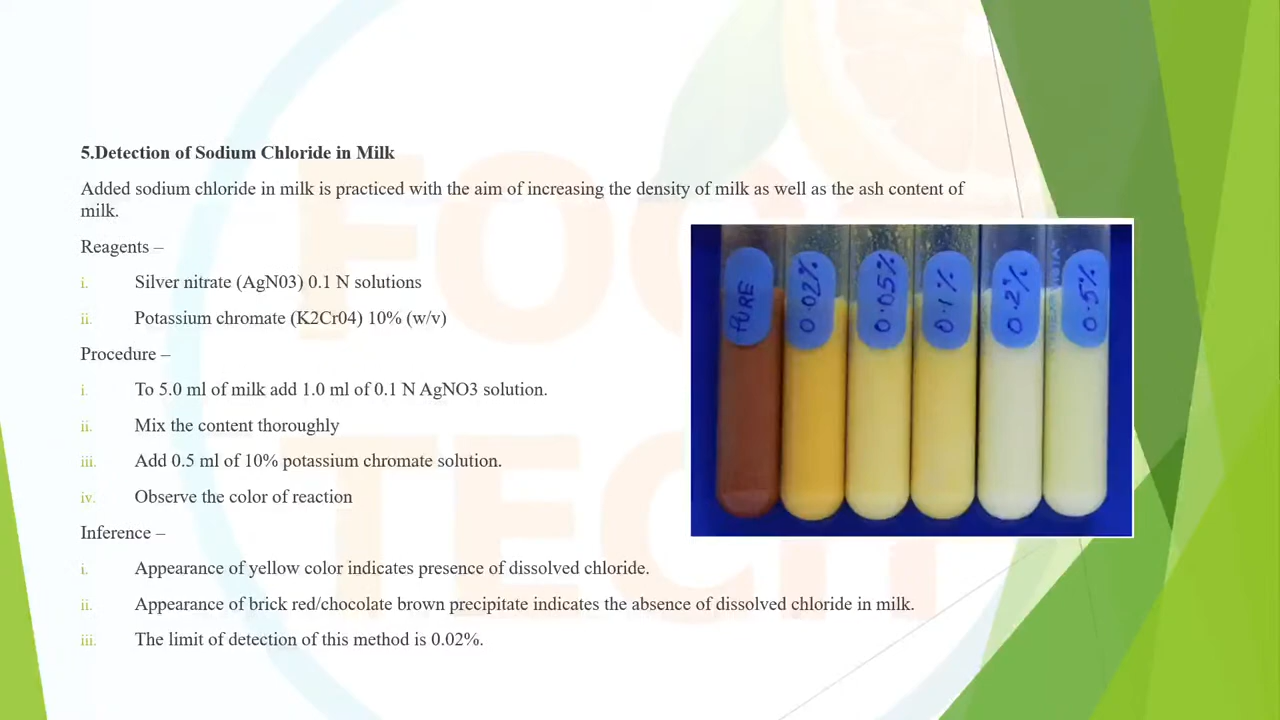 5.Detection of Sodium Chloride in Milk
Added sodium chloride in milk is practiced with the aim of increasing the density of milk as well as the ash content of
milk.
Reagents –
i. Silver nitrate (AgN03) 0.1 N solutions
ii. Potassium chromate (K2Cr04) 10% (w/v)
Procedure –
i. To 5.0 ml of milk add 1.0 ml of 0.1 N AgNO3 solution.
ii. Mix the content thoroughly
iii. Add 0.5 ml of 10% potassium chromate solution.
iv. Observe the color of reaction
Inference –
i. Appearance of yellow color indicates presence of dissolved chloride.
ii. Appearance of brick red/chocolate brown precipitate indicates the absence of dissolved chloride in milk.
iii. The limit of detection of this method is 0.02%.
PURE
0.02%
0.05%
0.1%
0.2%
0.5%
FOOD
TECH